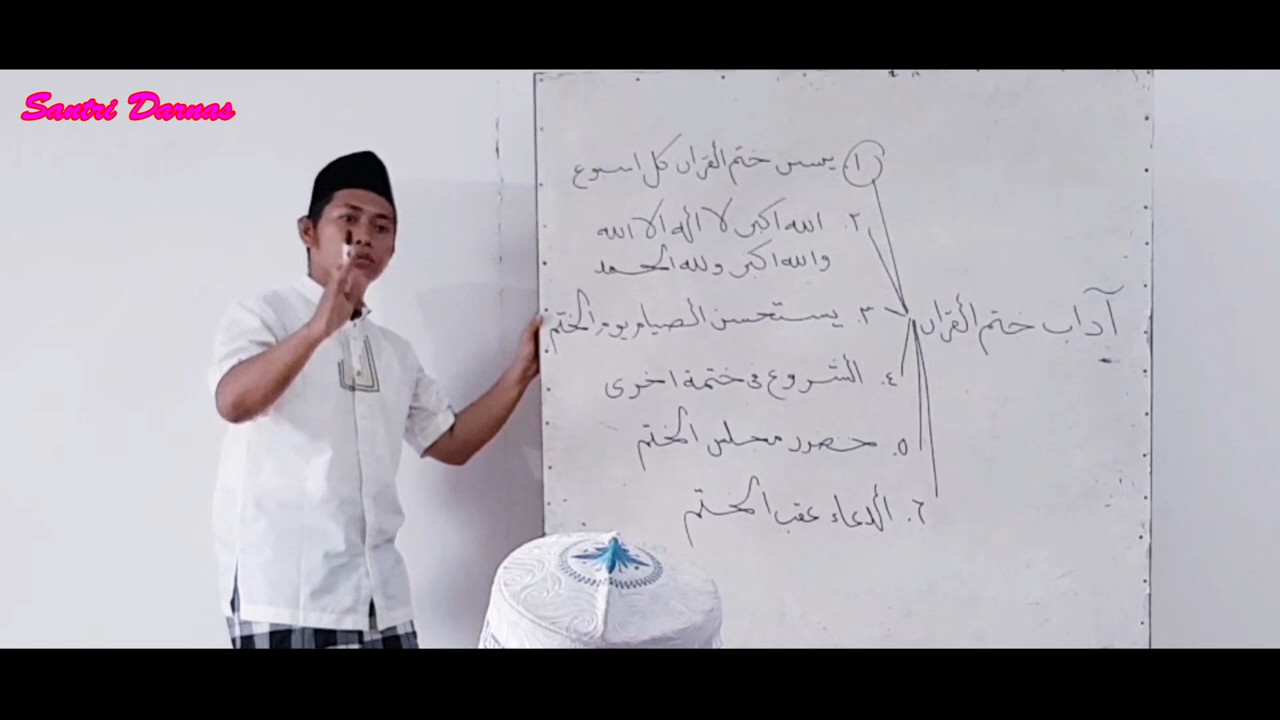 Santri Darnas
آداب ختم القران
١. يسن ختم القران كل اسبوع
٢. الله اكبر لا اله الا الله
والله اكبر ولله الحمد
٣. يستحسن الصيام يوم الختم
٤. الشروع في ختمة اخرى
٥. حضور مجلس الختم
٦. الدعاء عقب الختم